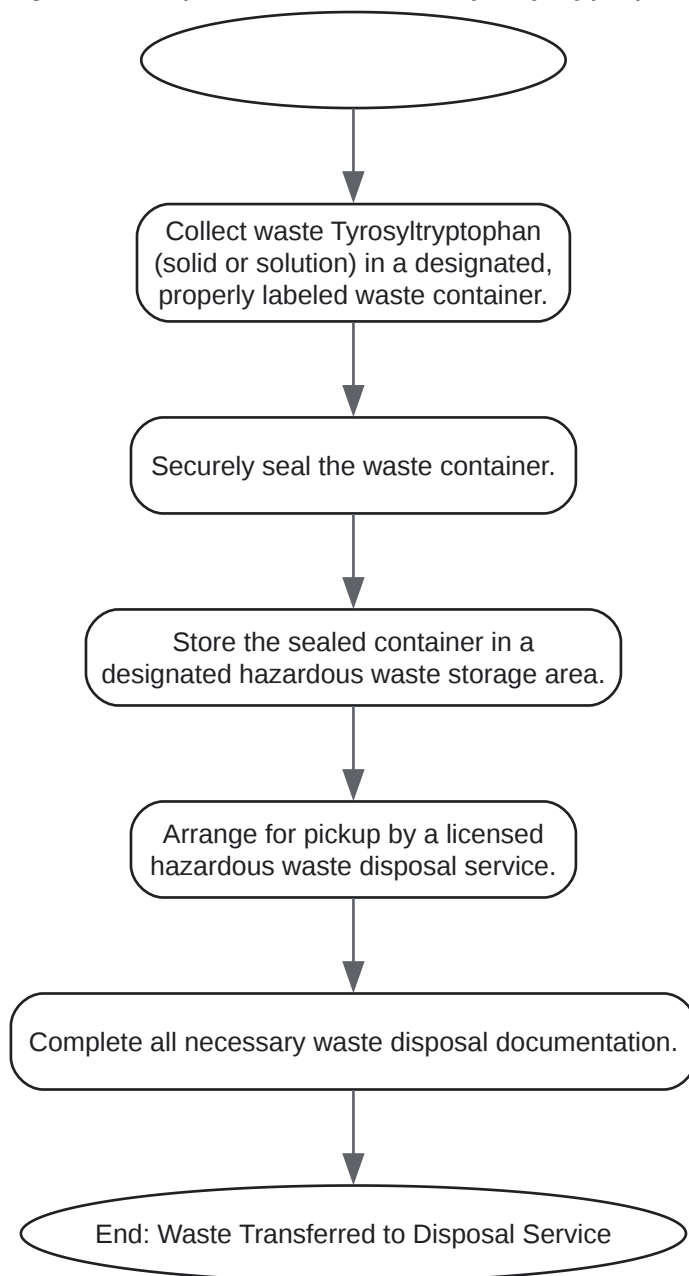 Collect waste Tyrosyltryptophan
(solid or solution) in a designated,
properly labeled waste container.
Securely seal the waste container.
Store the sealed container in a
designated hazardous waste storage area.
Arrange for pickup by a licensed
hazardous waste disposal service.
Complete all necessary waste disposal documentation.
End: Waste Transferred to Disposal Service